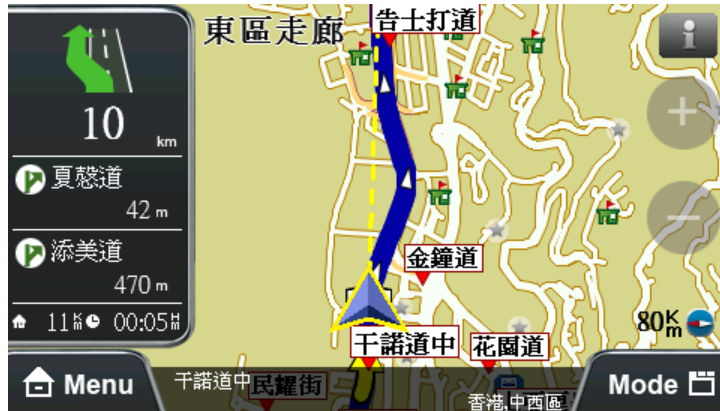 東區走廊
告士打道
i
10 km
夏慤道
42 m
添美道
470 m
金鐘道
11 KM 00:05 H
80 KM
干諾道中
花園道
Menu
干諾道中
民耀街
香港,中西區
Mode